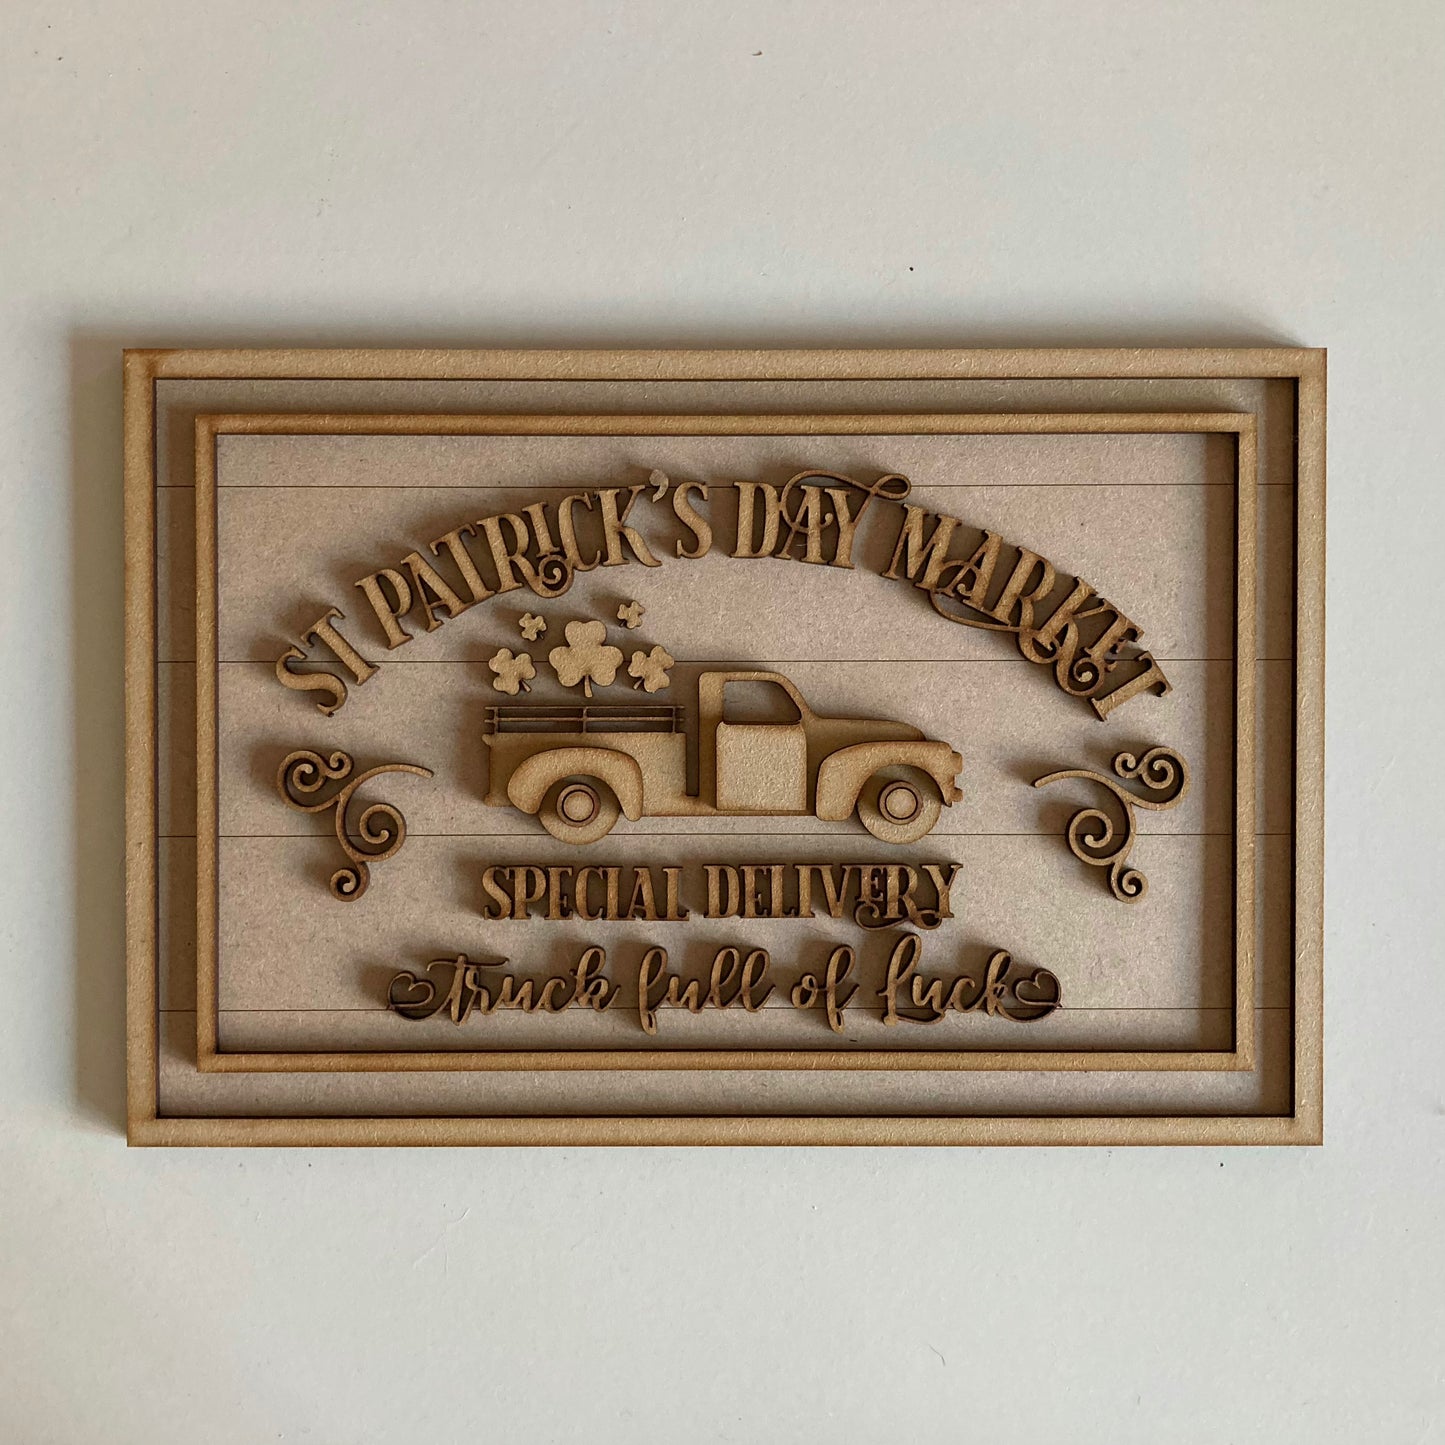 ST PATRICK'S DAY MARKET
SPECIAL DELIVERY
truck full of luck